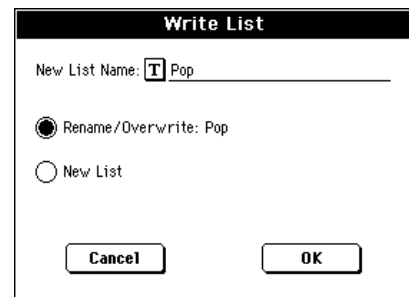 Write List
New List Name: T Pop
Rename/Overwrite: Pop
New List
Cancel OK